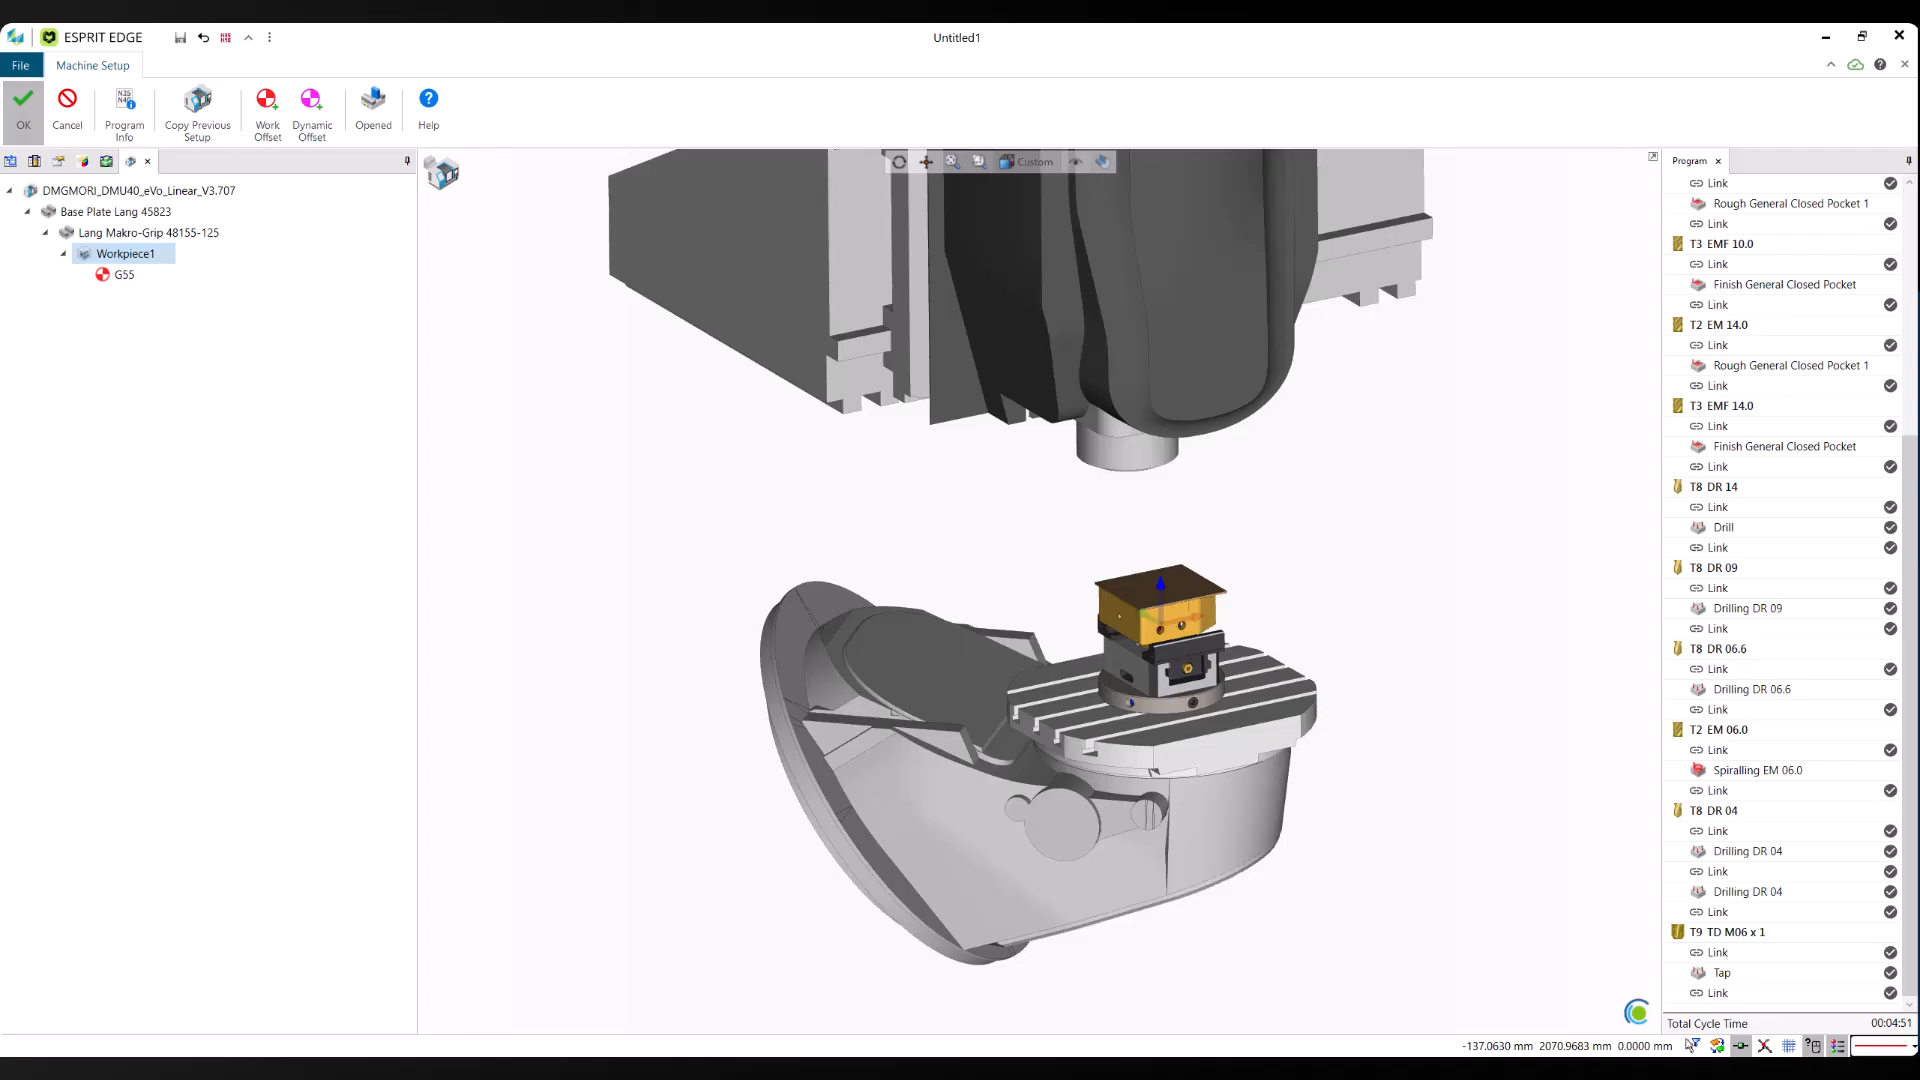 ESPRIT EDGE
Untitled1
File
Machine Setup
OK
Cancel
Program Info
Copy Previous Setup
Work Offset
Dynamic Offset
Opened
Help
DMGMORI_DMU40_eVo_Linear_V3.707
Base Plate Lang 45823
Lang Makro-Grip 48155-125
Workpiece1
G55
Custom
Program
Link
Rough General Closed Pocket 1
Link
T3 EMF 10.0
Link
Finish General Closed Pocket
Link
T2 EM 14.0
Link
Rough General Closed Pocket 1
Link
T3 EMF 14.0
Link
Finish General Closed Pocket
Link
T8 DR 14
Link
Drill
Link
T8 DR 09
Link
Drilling DR 09
Link
T8 DR 06.6
Link
Drilling DR 06.6
Link
T2 EM 06.0
Link
Spiralling EM 06.0
Link
T8 DR 04
Link
Drilling DR 04
Link
Drilling DR 04
Link
T9 TD M06 x 1
Link
Tap
Link
Total Cycle Time 00:04:51
-137.0630 mm 2070.9683 mm 0.0000 mm